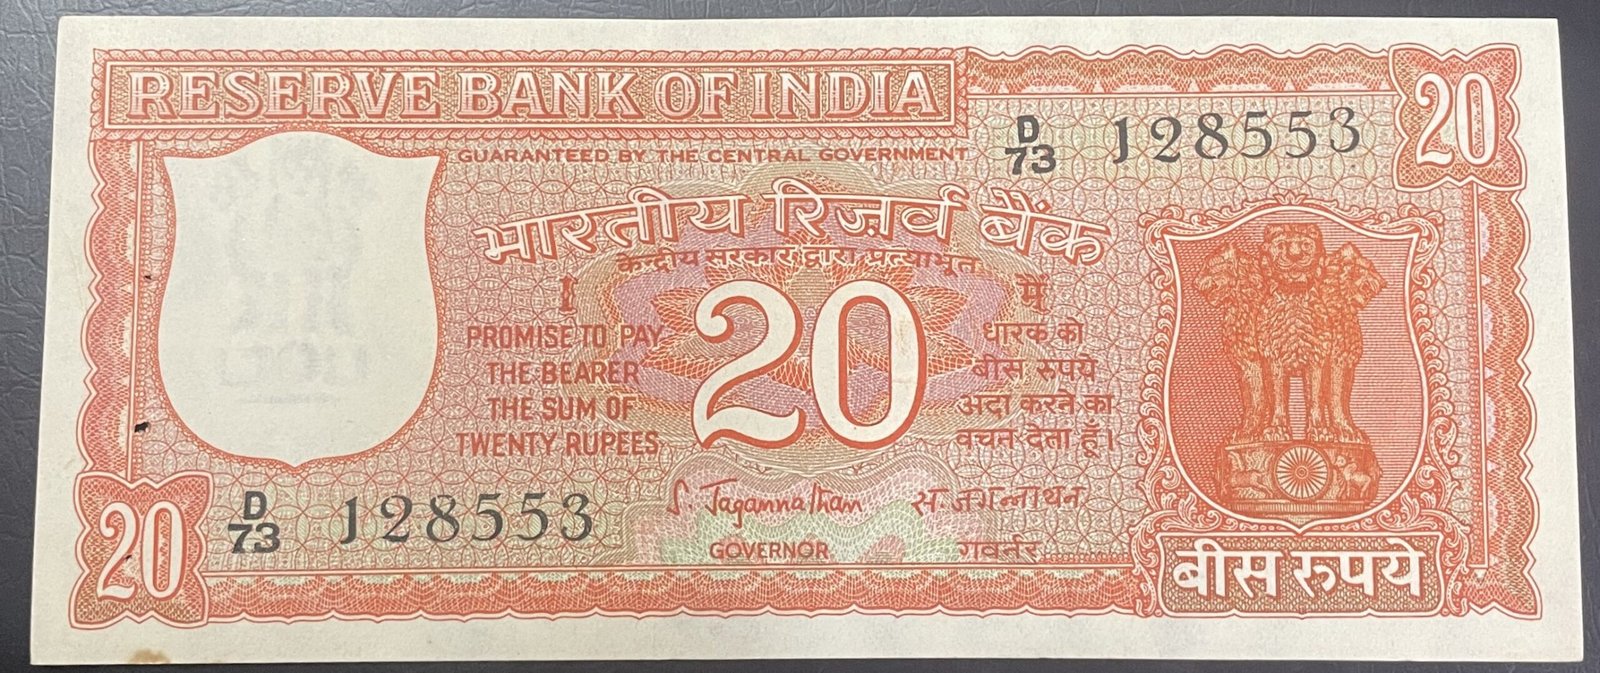 RESERVE BANK OF INDIA
20
GUARANTEED BY THE CENTRAL GOVERNMENT
D/73 128553
भारतीय रिज़र्व बैंक
केन्द्रीय सरकार द्वारा प्रत्याभूत
I
PROMISE TO PAY
THE BEARER
THE SUM OF
TWENTY RUPEES
20
मैं
धारक को
बीस रुपये
अदा करने का
वचन देता हूँ।
D/73 128553
S. Jagannathan
स. जगन्नाथन
GOVERNOR
गवर्नर
20
बीस रुपये